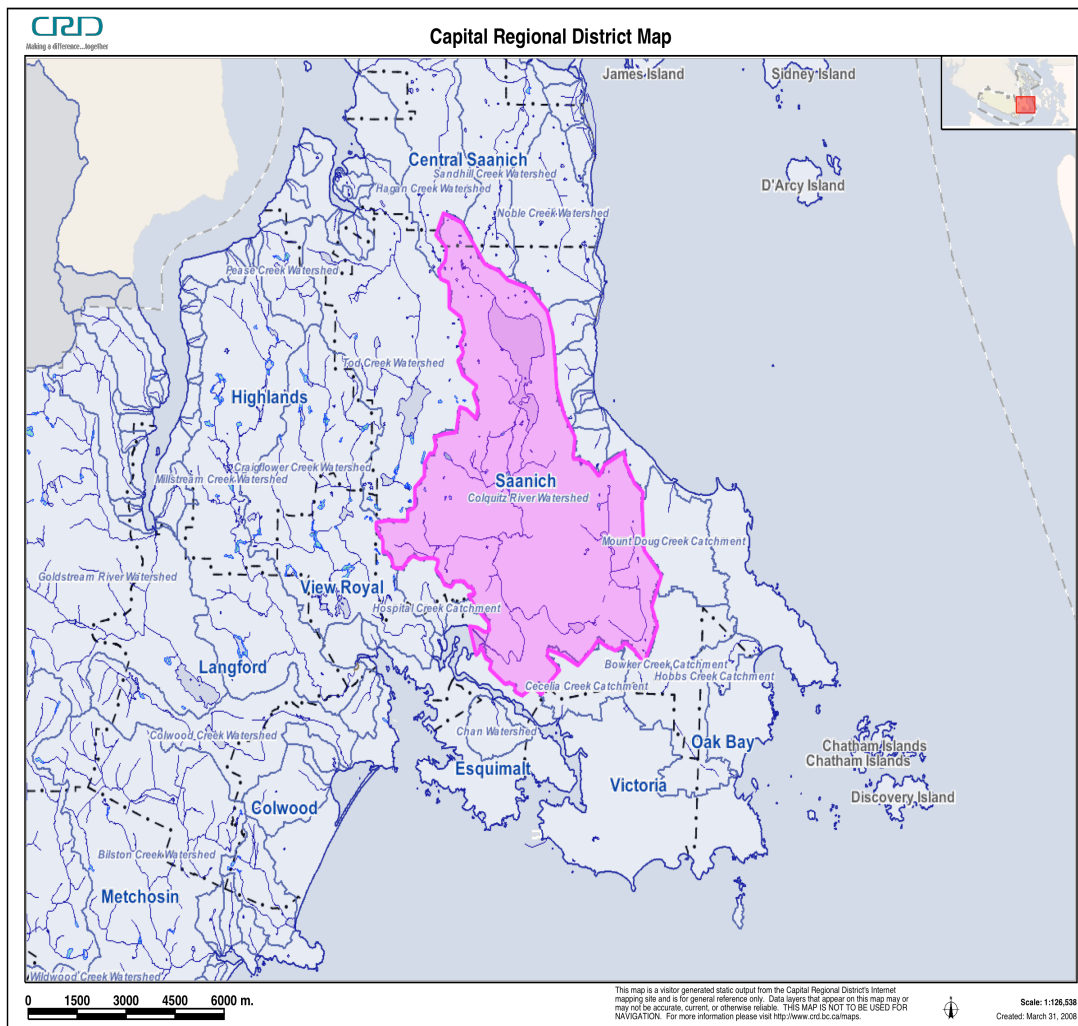 CRD
Making a difference...together
Capital Regional District Map
James Island
Sidney Island
Central Saanich
Sandhill Creek Watershed
Hagan Creek Watershed
D'Arcy Island
Noble Creek Watershed
Pease Creek Watershed
Tod Creek Watershed
Highlands
Craigflower Creek Watershed
Millstream Creek Watershed
Saanich
Colquitz River Watershed
Mount Doug Creek Catchment
Goldstream River Watershed
View Royal
Hospital Creek Catchment
Langford
Bowker Creek Catchment
Hobbs Creek Catchment
Cecelia Creek Catchment
Colwood Creek Watershed
Chan Watershed
Oak Bay
Chatham Islands
Chatham Islands
Esquimalt
Victoria
Discovery Island
Colwood
Bilston Creek Watershed
Metchosin
Wildwood Creek Watershed
0 1500 3000 4500 6000 m.
This map is a visitor generated static output from the Capital Regional District's Internet
mapping site and is for general reference only. Data layers that appear on this map may or
may not be accurate, current, or otherwise reliable. THIS MAP IS NOT TO BE USED FOR
NAVIGATION. For more information please visit http://www.crd.bc.ca/maps.
Scale: 1:126,538
Created: March 31, 2008